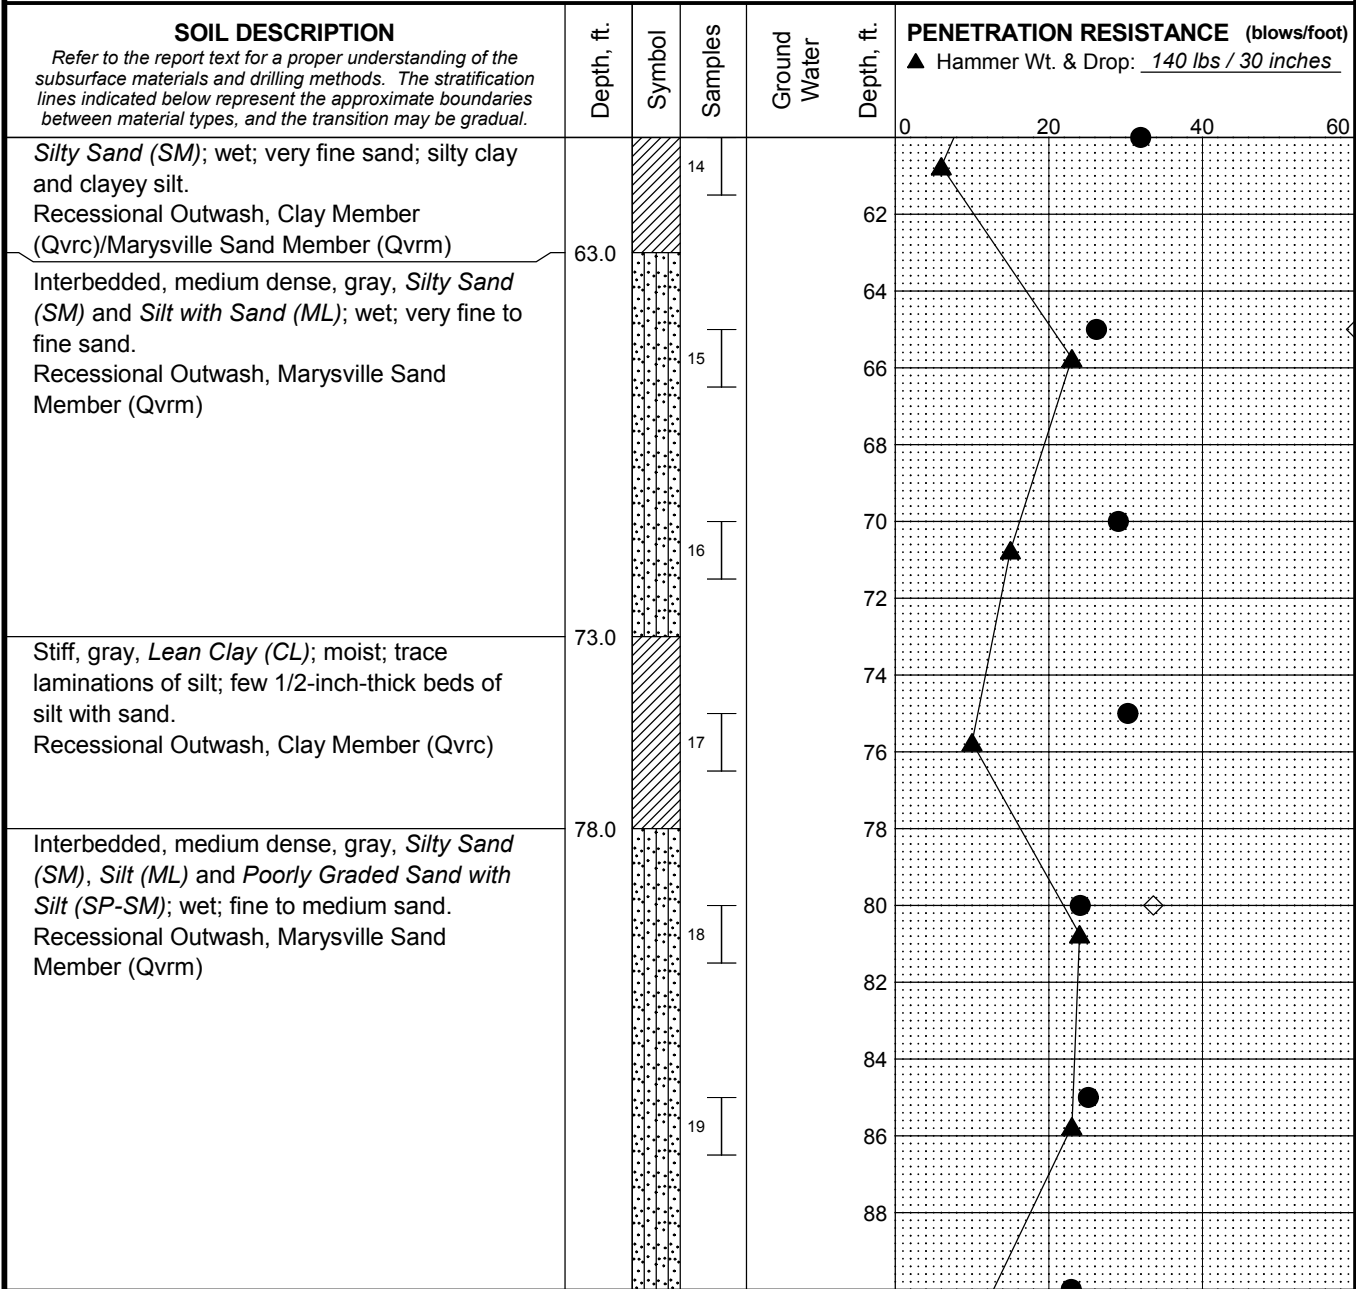 SOIL DESCRIPTION
Refer to the report text for a proper understanding of the
subsurface materials and drilling methods. The stratification
lines indicated below represent the approximate boundaries
between material types, and the transition may be gradual.
Depth, ft.
Symbol
Samples
Ground
Water
Depth, ft.
PENETRATION RESISTANCE (blows/foot)
▲ Hammer Wt. & Drop: 140 lbs / 30 inches
0 20 40 60
Silty Sand (SM); wet; very fine sand; silty clay
and clayey silt.
Recessional Outwash, Clay Member
(Qvrc)/Marysville Sand Member (Qvrm)
63.0
Interbedded, medium dense, gray, Silty Sand
(SM) and Silt with Sand (ML); wet; very fine to
fine sand.
Recessional Outwash, Marysville Sand
Member (Qvrm)
73.0
Stiff, gray, Lean Clay (CL); moist; trace
laminations of silt; few 1/2-inch-thick beds of
silt with sand.
Recessional Outwash, Clay Member (Qvrc)
78.0
Interbedded, medium dense, gray, Silty Sand
(SM), Silt (ML) and Poorly Graded Sand with
Silt (SP-SM); wet; fine to medium sand.
Recessional Outwash, Marysville Sand
Member (Qvrm)
14
15
16
17
18
19
62
64
66
68
70
72
74
76
78
80
82
84
86
88